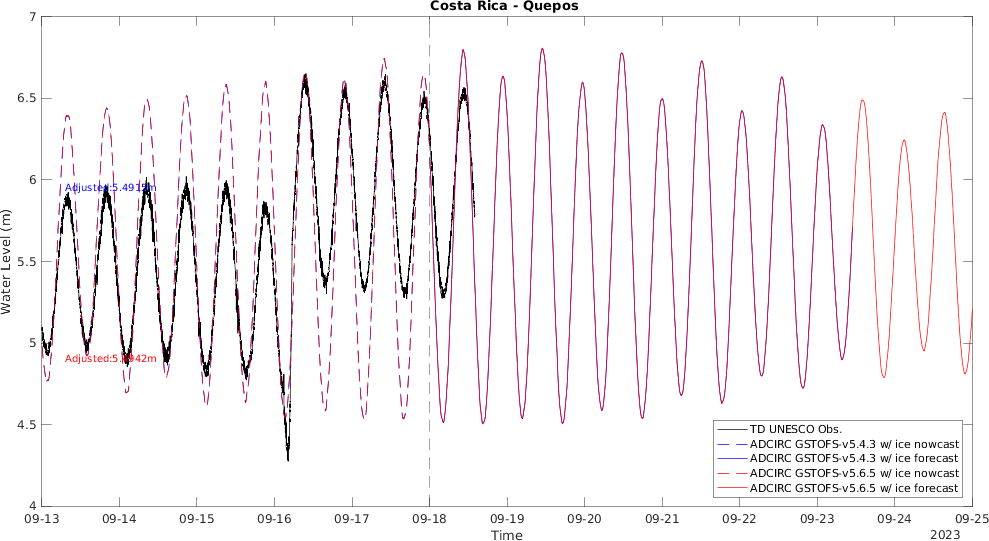 Costa Rica - Quepos
7
6.5
6
5.5
5
4.5
4
Water Level (m)
Adjusted:5.4915m
09-13 09-14 09-15 09-16 09-17 09-18 09-19 09-20 09-21 09-22 09-23 09-24 09-25
Time
2023
TD UNESCO Obs.
ADCIRC GSTOFS-v5.4.3 w/ ice nowcast
ADCIRC GSTOFS-v5.4.3 w/ ice forecast
ADCIRC GSTOFS-v5.6.5 w/ ice nowcast
ADCIRC GSTOFS-v5.6.5 w/ ice forecast